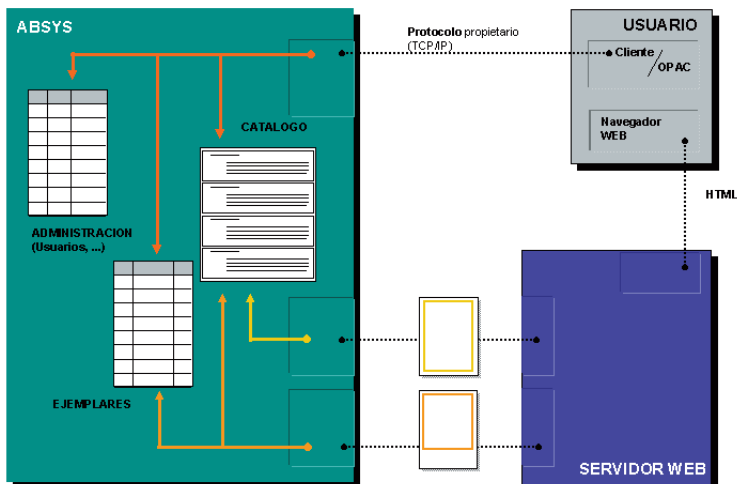 ABSYS
Protocolo propietario
(TCP/IP)
USUARIO
Cliente
/OPAC
Navegador
WEB
CATALOGO
HTML
ADMINISTRACION
(Usuarios, ...)
EJEMPLARES
SERVIDOR WEB